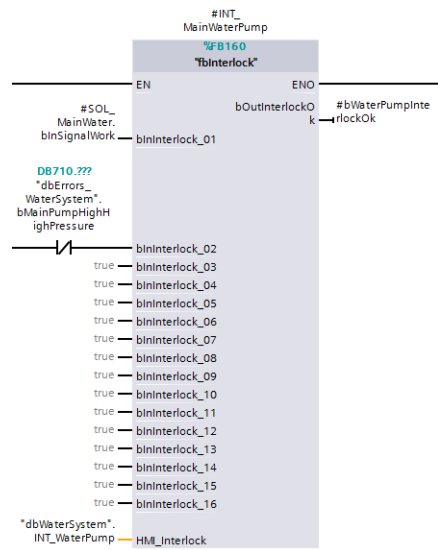 #INT_
MainWaterPump
%FB160
"fbInterlock"
EN
ENO
#SOL_
MainWater.
bInSignalWork
bInInterlock_01
bOutInterlockO
k
#bWaterPumpInte
rlockOk
DB710.???
"dbErrors_
WaterSystem".
bMainPumpHighH
ighPressure
bInInterlock_02
true
bInInterlock_03
true
bInInterlock_04
true
bInInterlock_05
true
bInInterlock_06
true
bInInterlock_07
true
bInInterlock_08
true
bInInterlock_09
true
bInInterlock_10
true
bInInterlock_11
true
bInInterlock_12
true
bInInterlock_13
true
bInInterlock_14
true
bInInterlock_15
true
bInInterlock_16
"dbWaterSystem".
INT_WaterPump
HMI_Interlock